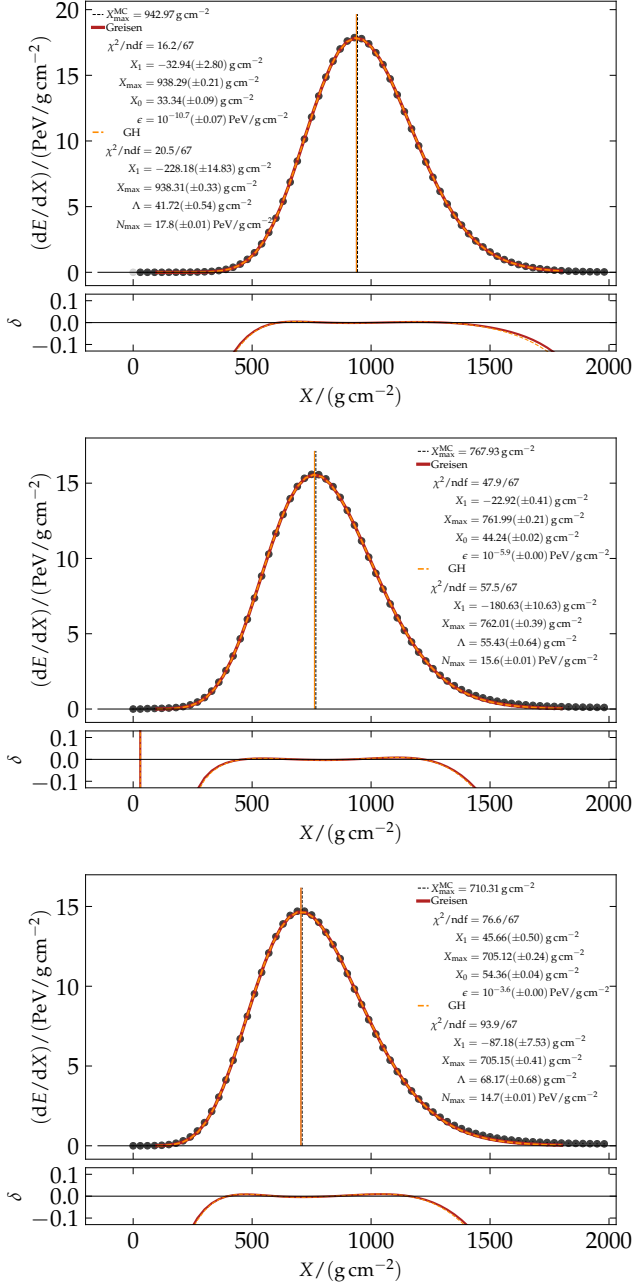 X_max^MC = 942.97 g cm⁻²
Greisen
χ²/ndf = 16.2/67
X₁ = −32.94(±2.80) g cm⁻²
X_max = 938.29(±0.21) g cm⁻²
X₀ = 33.34(±0.09) g cm⁻²
ϵ = 10^−10.7(±0.07) PeV/g cm⁻²
GH
χ²/ndf = 20.5/67
X₁ = −228.18(±14.83) g cm⁻²
X_max = 938.31(±0.33) g cm⁻²
Λ = 41.72(±0.54) g cm⁻²
N_max = 17.8(±0.01) PeV/g cm⁻²
(dE/dX)/(PeV/g cm⁻²)
20
15
10
5
0
δ
0.1
0.0
−0.1
0 500 1000 1500 2000
X/(g cm⁻²)
X_max^MC = 767.93 g cm⁻²
Greisen
χ²/ndf = 47.9/67
X₁ = −22.92(±0.41) g cm⁻²
X_max = 761.99(±0.21) g cm⁻²
X₀ = 44.24(±0.02) g cm⁻²
ϵ = 10^−5.9(±0.00) PeV/g cm⁻²
GH
χ²/ndf = 57.5/67
X₁ = −180.63(±10.63) g cm⁻²
X_max = 762.01(±0.39) g cm⁻²
Λ = 55.43(±0.64) g cm⁻²
N_max = 15.6(±0.01) PeV/g cm⁻²
(dE/dX)/(PeV/g cm⁻²)
15
10
5
0
δ
0.1
0.0
−0.1
0 500 1000 1500 2000
X/(g cm⁻²)
X_max^MC = 710.31 g cm⁻²
Greisen
χ²/ndf = 76.6/67
X₁ = 45.66(±0.50) g cm⁻²
X_max = 705.12(±0.24) g cm⁻²
X₀ = 54.36(±0.04) g cm⁻²
ϵ = 10^−3.6(±0.00) PeV/g cm⁻²
GH
χ²/ndf = 93.9/67
X₁ = −87.18(±7.53) g cm⁻²
X_max = 705.15(±0.41) g cm⁻²
Λ = 68.17(±0.68) g cm⁻²
N_max = 14.7(±0.01) PeV/g cm⁻²
(dE/dX)/(PeV/g cm⁻²)
15
10
5
0
δ
0.1
0.0
−0.1
0 500 1000 1500 2000
X/(g cm⁻²)